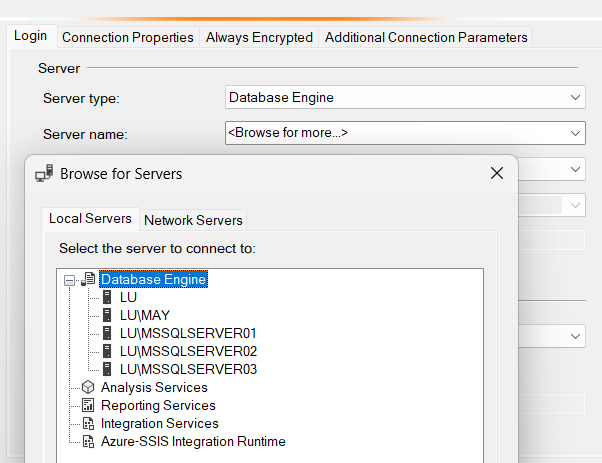 Login Connection Properties Always Encrypted Additional Connection Parameters
Server
Server type: Database Engine
Server name: <Browse for more...>
Browse for Servers
Local Servers Network Servers
Select the server to connect to:
Database Engine
LU
LU\MAY
LU\MSSQLSERVER01
LU\MSSQLSERVER02
LU\MSSQLSERVER03
Analysis Services
Reporting Services
Integration Services
Azure-SSIS Integration Runtime